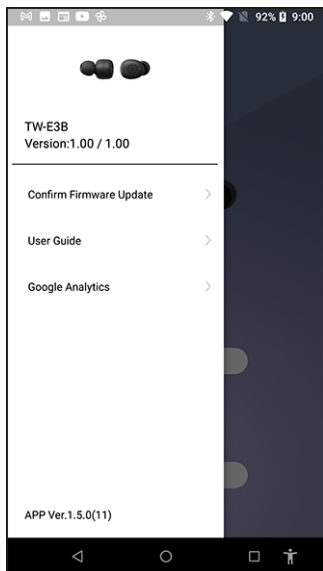 92% 9:00
TW-E3B
Version:1.00 / 1.00
Confirm Firmware Update
User Guide
Google Analytics
APP Ver.1.5.0(11)